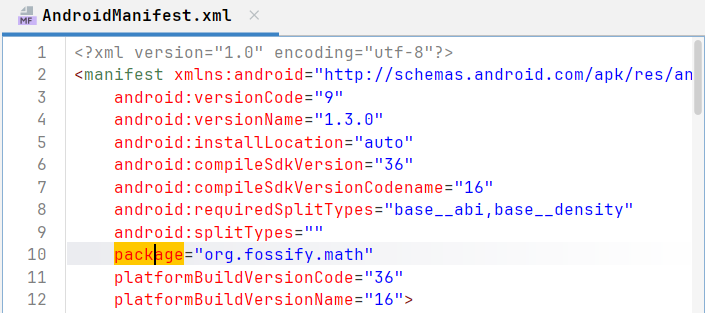 MF AndroidManifest.xml
1 <?xml version="1.0" encoding="utf-8"?>
2 <manifest xmlns:android="http://schemas.android.com/apk/res/an
3 android:versionCode="9"
4 android:versionName="1.3.0"
5 android:installLocation="auto"
6 android:compileSdkVersion="36"
7 android:compileSdkVersionCodename="16"
8 android:requiredSplitTypes="base__abi,base__density"
9 android:splitTypes=""
10 package="org.fossify.math"
11 platformBuildVersionCode="36"
12 platformBuildVersionName="16">